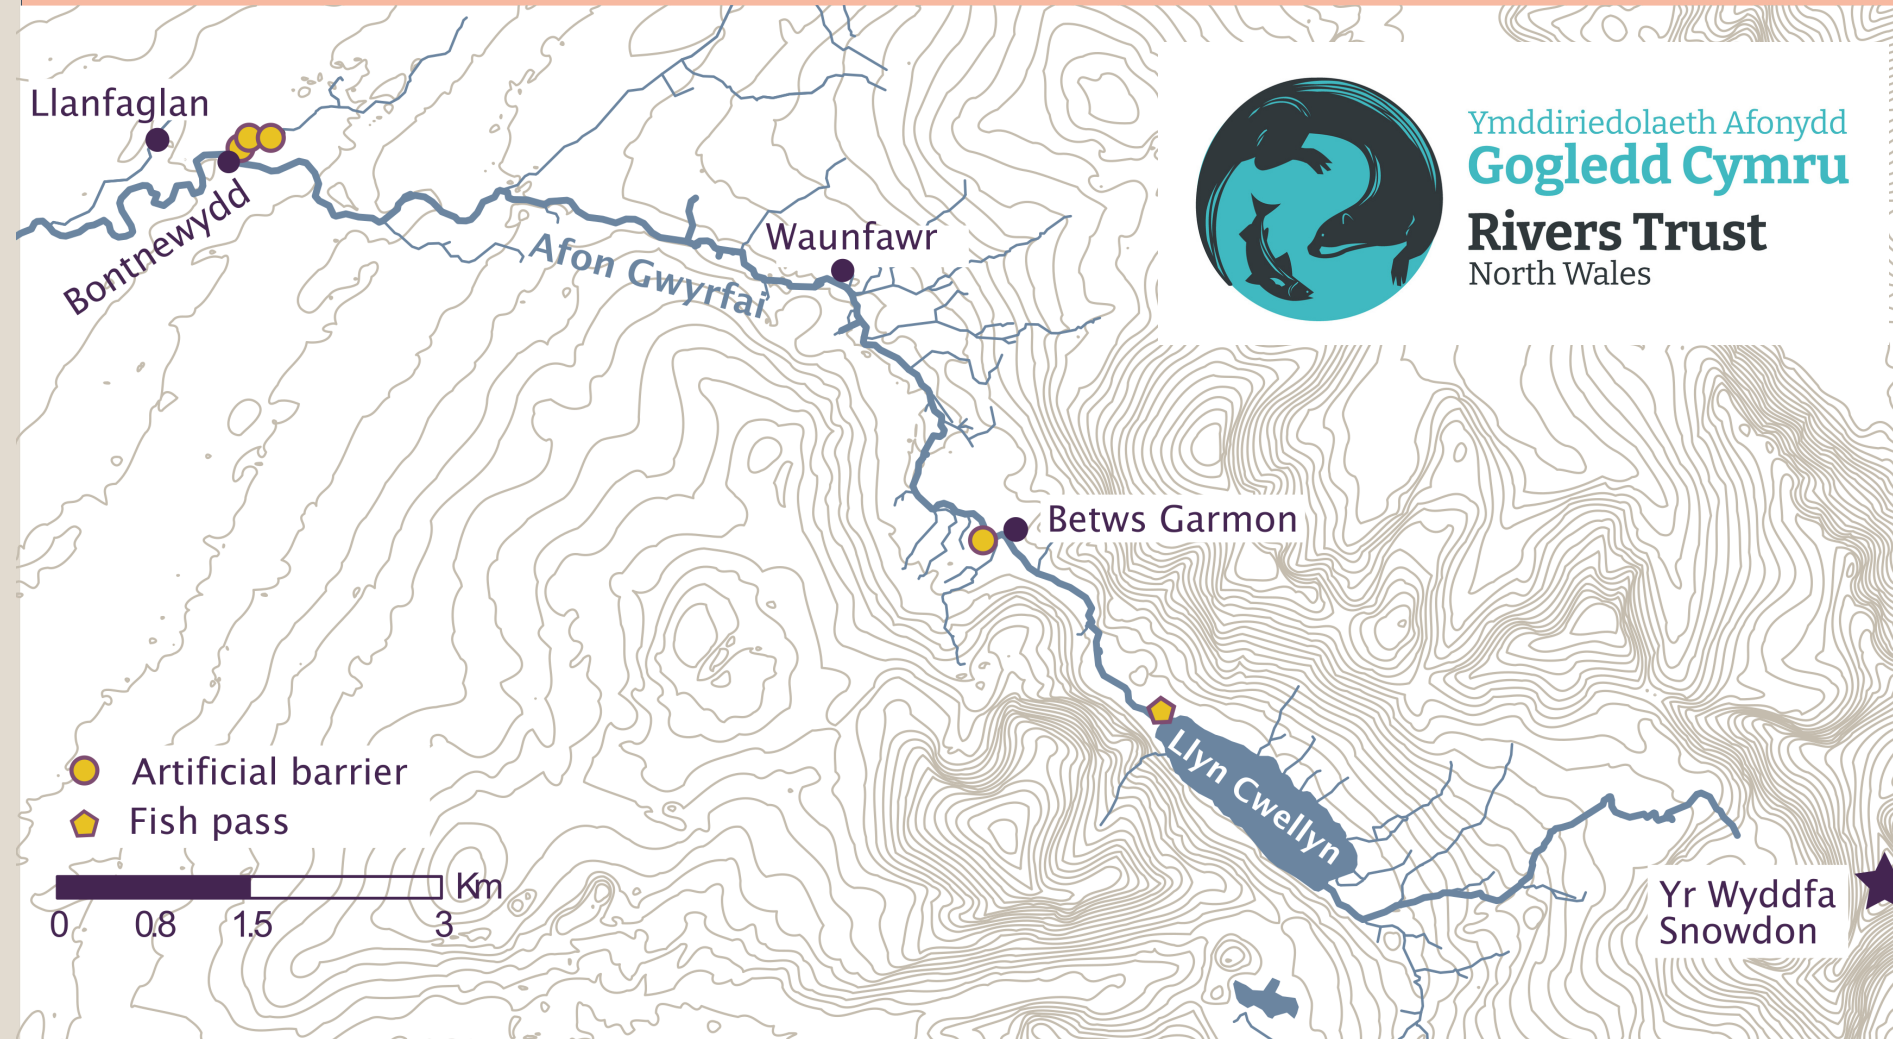 Llanfaglan
Bontnewydd
Afon Gwyrfai
Waunfawr
Ymddiriedolaeth Afonydd
Gogledd Cymru
Rivers Trust
North Wales
Betws Garmon
Llyn Cwellyn
Artificial barrier
Fish pass
Km
0 0.8 1.5 3
Yr Wyddfa
Snowdon